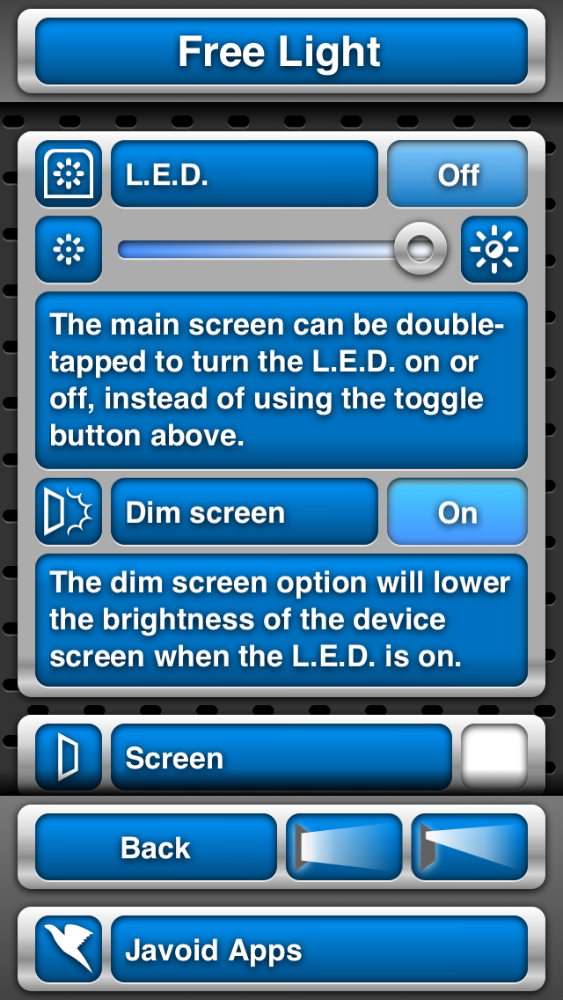 Free Light
L.E.D.
Off
The main screen can be double-
tapped to turn the L.E.D. on or
off, instead of using the toggle
button above.
Dim screen
On
The dim screen option will lower
the brightness of the device
screen when the L.E.D. is on.
Screen
Back
Javoid Apps